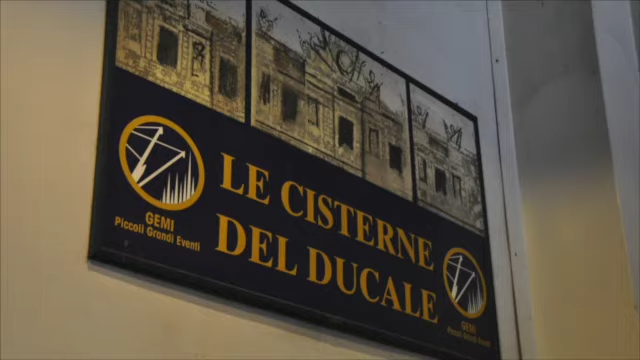 GEMI
Piccoli Grandi Eventi
LE CISTERNE
DEL DUCALE
GEMI
Piccoli Grandi Eventi